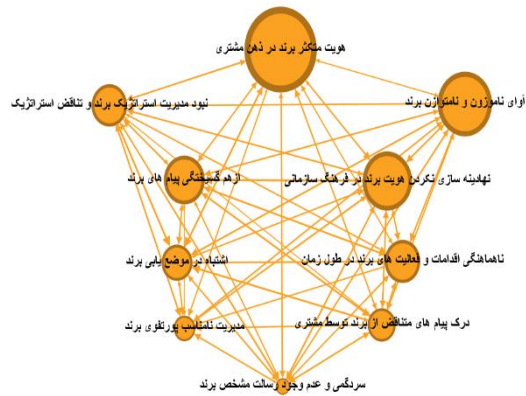 هویت متکثر برند در ذهن مشتری
نبود مدیریت استراتژیک برند و تناقض استراتژیک
آوای ناموزون و نامتوازن برند
ازهم گسیختگی پیام های برند
نهادینه سازی نکردن هویت برند در فرهنگ سازمانی
اشتباه در موضع یابی برند
ناهماهنگی اقدامات و فعالیت های برند در طول زمان
مدیریت نامناسب پورتفوی برند
درک پیام های متناقض از برند توسط مشتری
سردگمی و عدم وجود رسالت مشخص برند